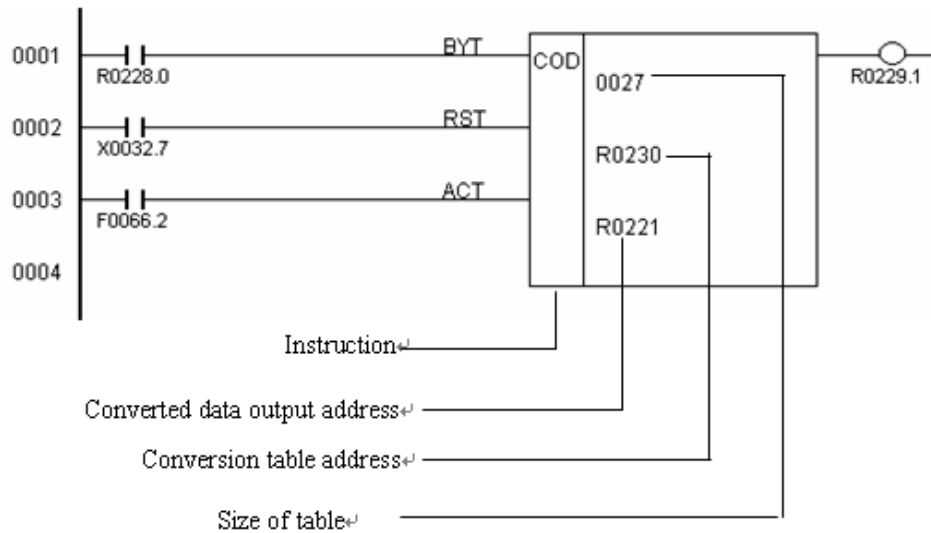 0001 BYT COD R0229.1
R0228.0 0027
0002 RST
X0032.7 R0230
0003 ACT
F0066.2 R0221
0004
Instruction↵
Converted data output address↵
Conversion table address↵
Size of table↵